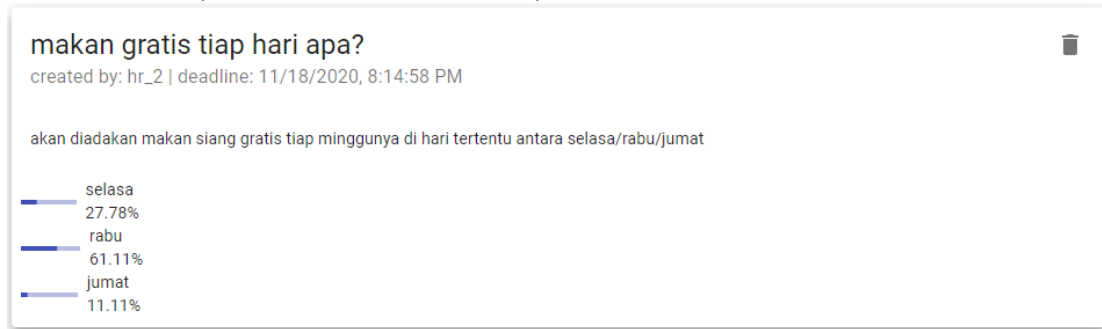 makan gratis tiap hari apa?
created by: hr_2 | deadline: 11/18/2020, 8:14:58 PM
akan diadakan makan siang gratis tiap minggunya di hari tertentu antara selasa/rabu/jumat
selasa
27.78%
rabu
61.11%
jumat
11.11%